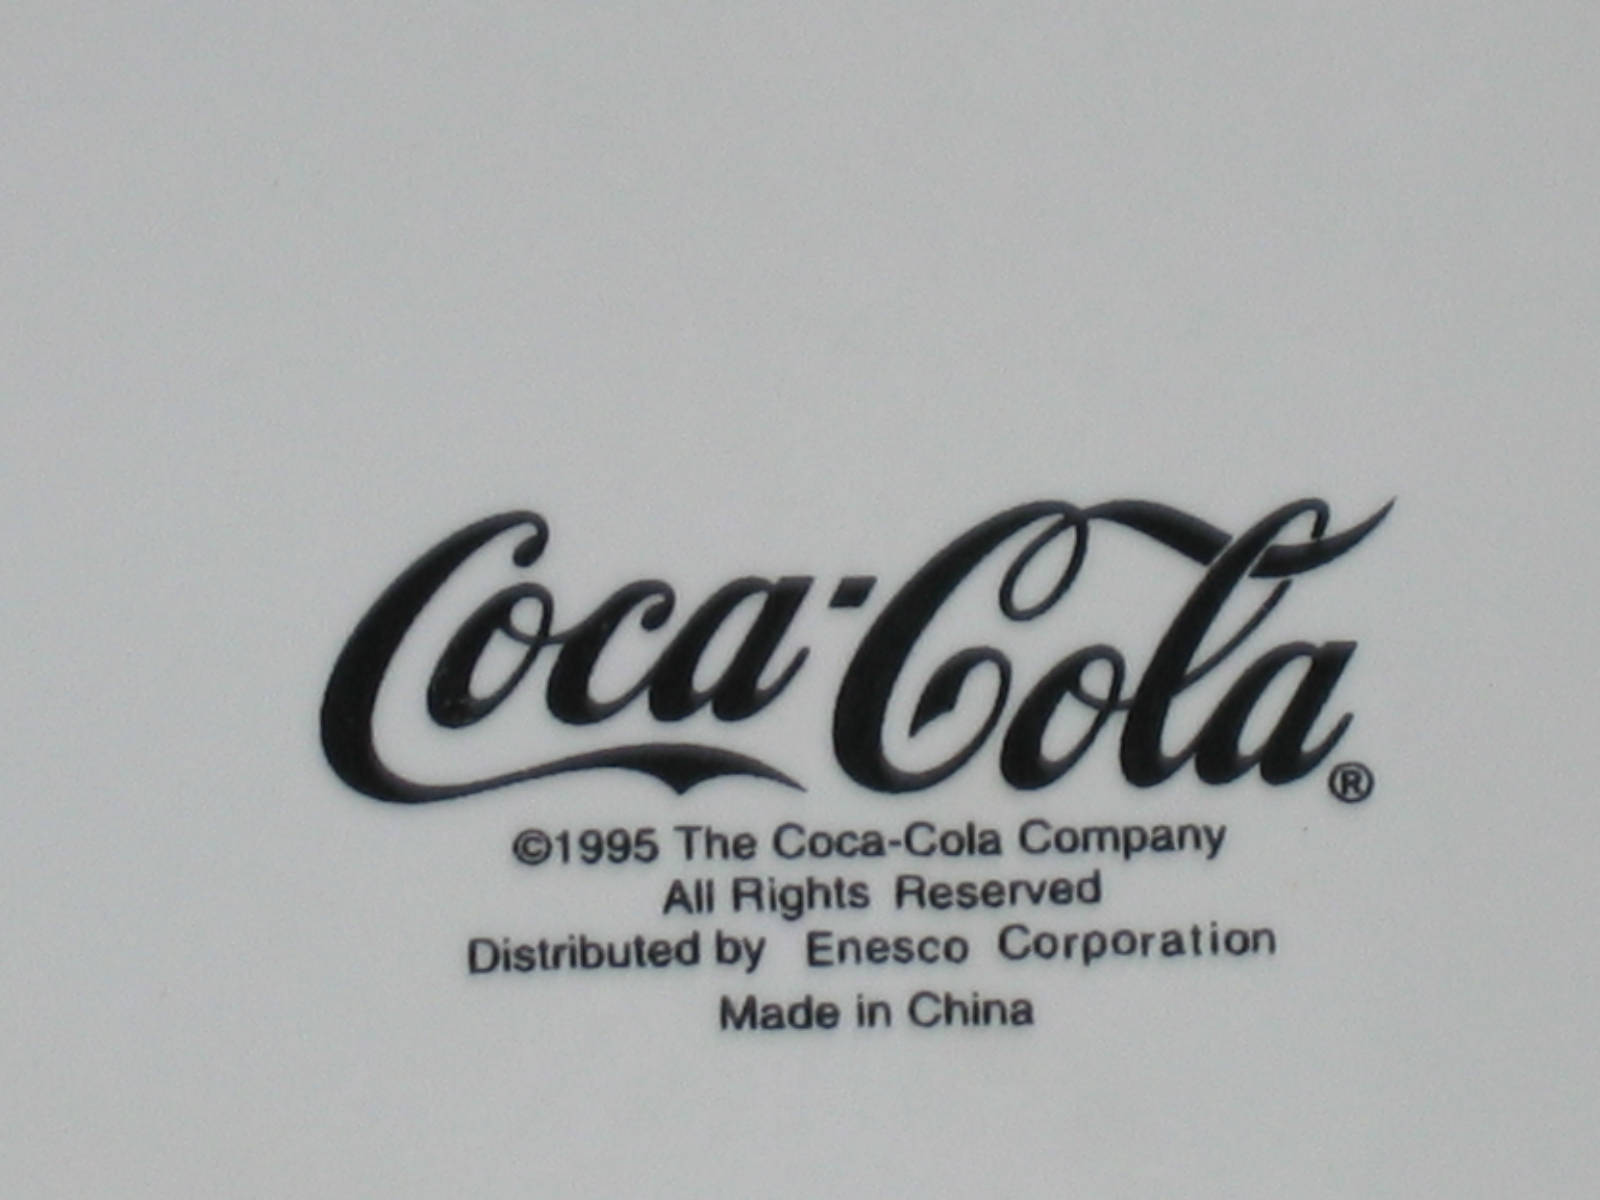 Coca-Cola®
©1995 The Coca-Cola Company
All Rights Reserved
Distributed by Enesco Corporation
Made in China